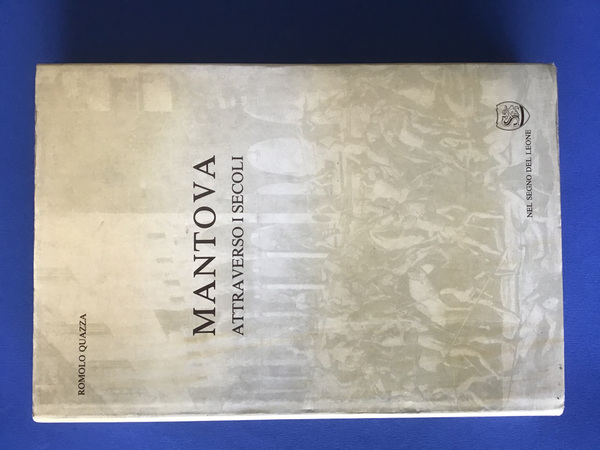 ROMOLO QUAZZA
MANTOVA
ATTRAVERSO I SECOLI
NEL SEGNO DEL LEONE